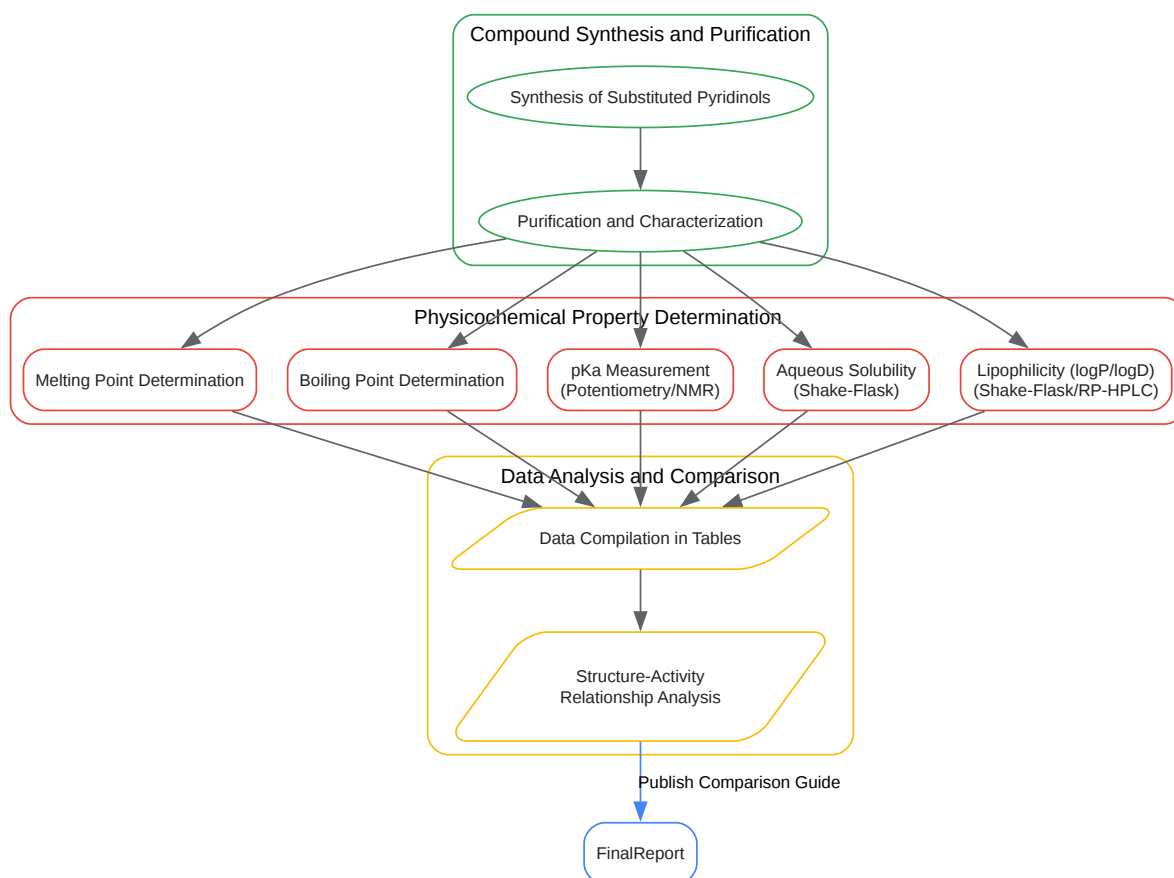 Compound Synthesis and Purification
Synthesis of Substituted Pyridinols
Purification and Characterization
Physicochemical Property Determination
Melting Point Determination
Boiling Point Determination
pKa Measurement
(Potentiometry/NMR)
Aqueous Solubility
(Shake-Flask)
Lipophilicity (logP/logD)
(Shake-Flask/RP-HPLC)
Data Analysis and Comparison
Data Compilation in Tables
Structure-Activity
Relationship Analysis
Publish Comparison Guide
FinalReport